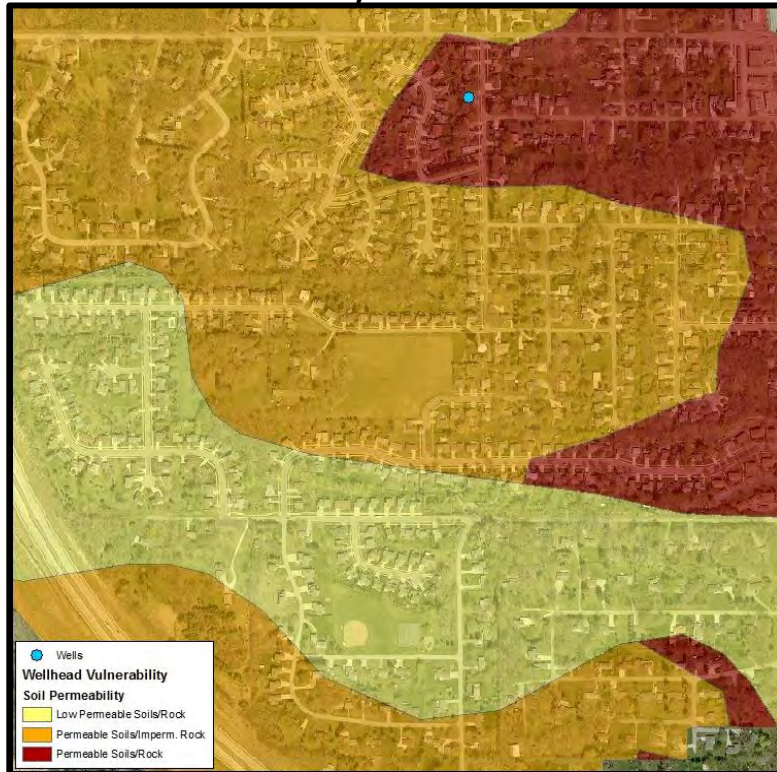 Wells
Wellhead Vulnerability
Soil Permeability
Low Permeable Soils/Rock
Permeable Soils/Imperm. Rock
Permeable Soils/Rock